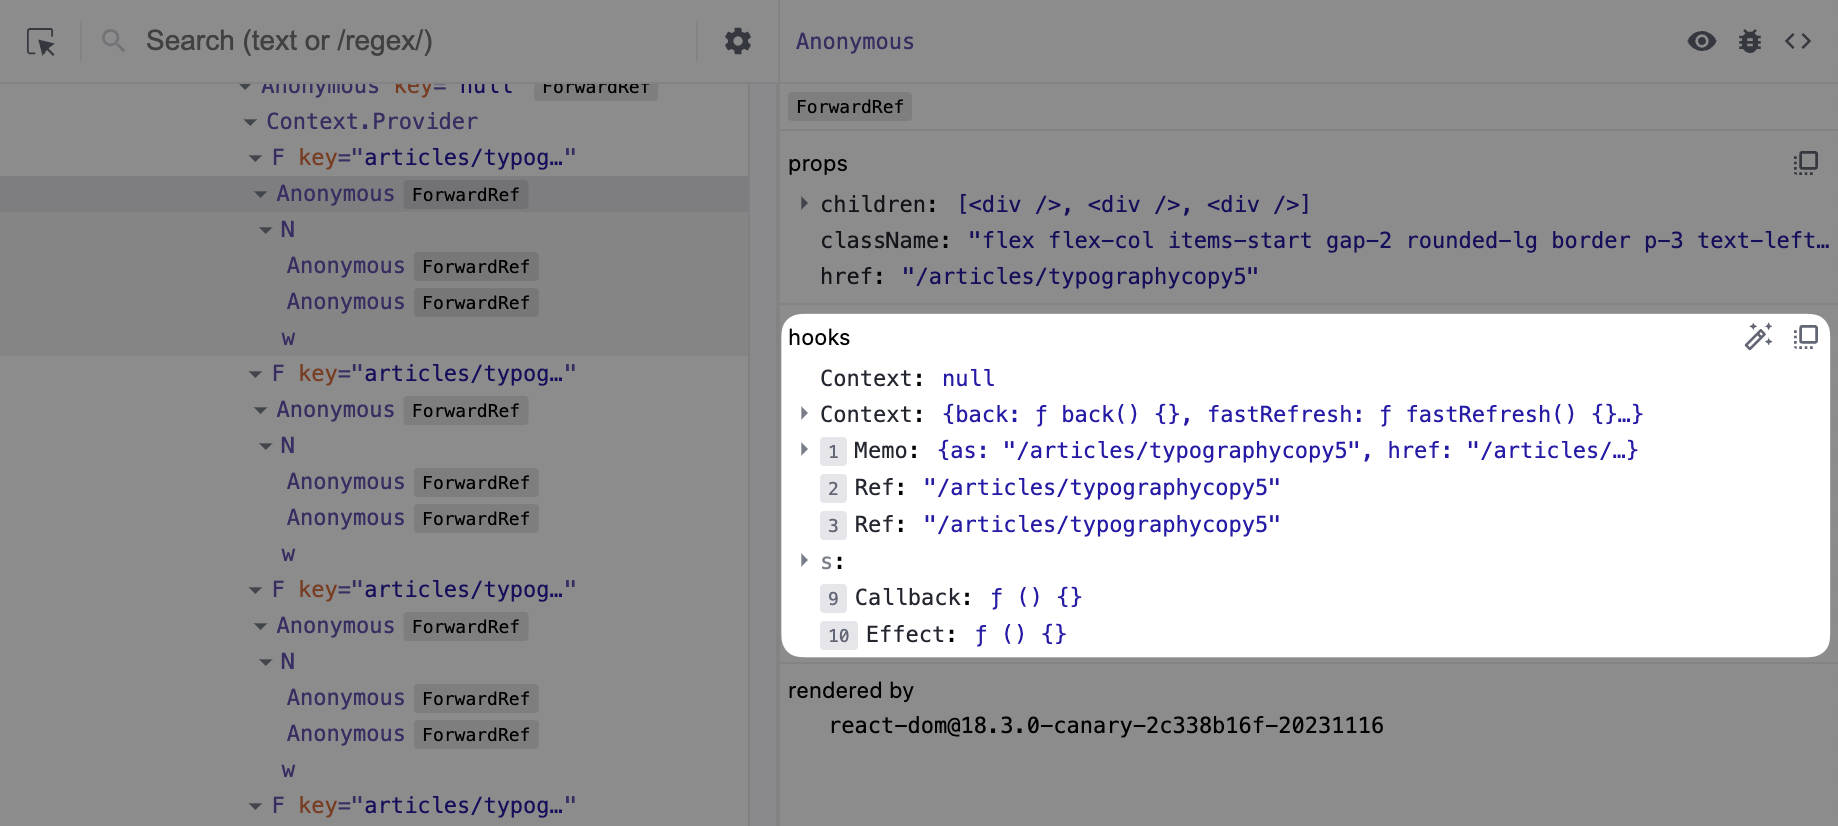 Search (text or /regex/)
Anonymous key="null" ForwardRef
Context.Provider
F key="articles/typog…"
Anonymous ForwardRef
N
Anonymous ForwardRef
Anonymous ForwardRef
w
F key="articles/typog…"
Anonymous ForwardRef
N
Anonymous ForwardRef
Anonymous ForwardRef
w
F key="articles/typog…"
Anonymous ForwardRef
N
Anonymous ForwardRef
Anonymous ForwardRef
w
F key="articles/typog…"
Anonymous
ForwardRef
props
children: [<div />, <div />, <div />]
className: "flex flex-col items-start gap-2 rounded-lg border p-3 text-left…
href: "/articles/typographycopy5"
hooks
Context: null
Context: {back: ƒ back() {}, fastRefresh: ƒ fastRefresh() {}…}
1 Memo: {as: "/articles/typographycopy5", href: "/articles/…}
2 Ref: "/articles/typographycopy5"
3 Ref: "/articles/typographycopy5"
s:
9 Callback: ƒ () {}
10 Effect: ƒ () {}
rendered by
react-dom@18.3.0-canary-2c338b16f-20231116